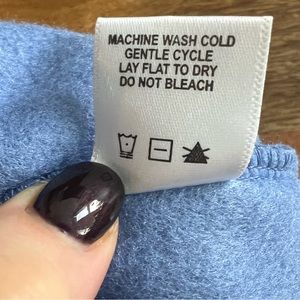 MACHINE WASH COLD
GENTLE CYCLE
LAY FLAT TO DRY
DO NOT BLEACH